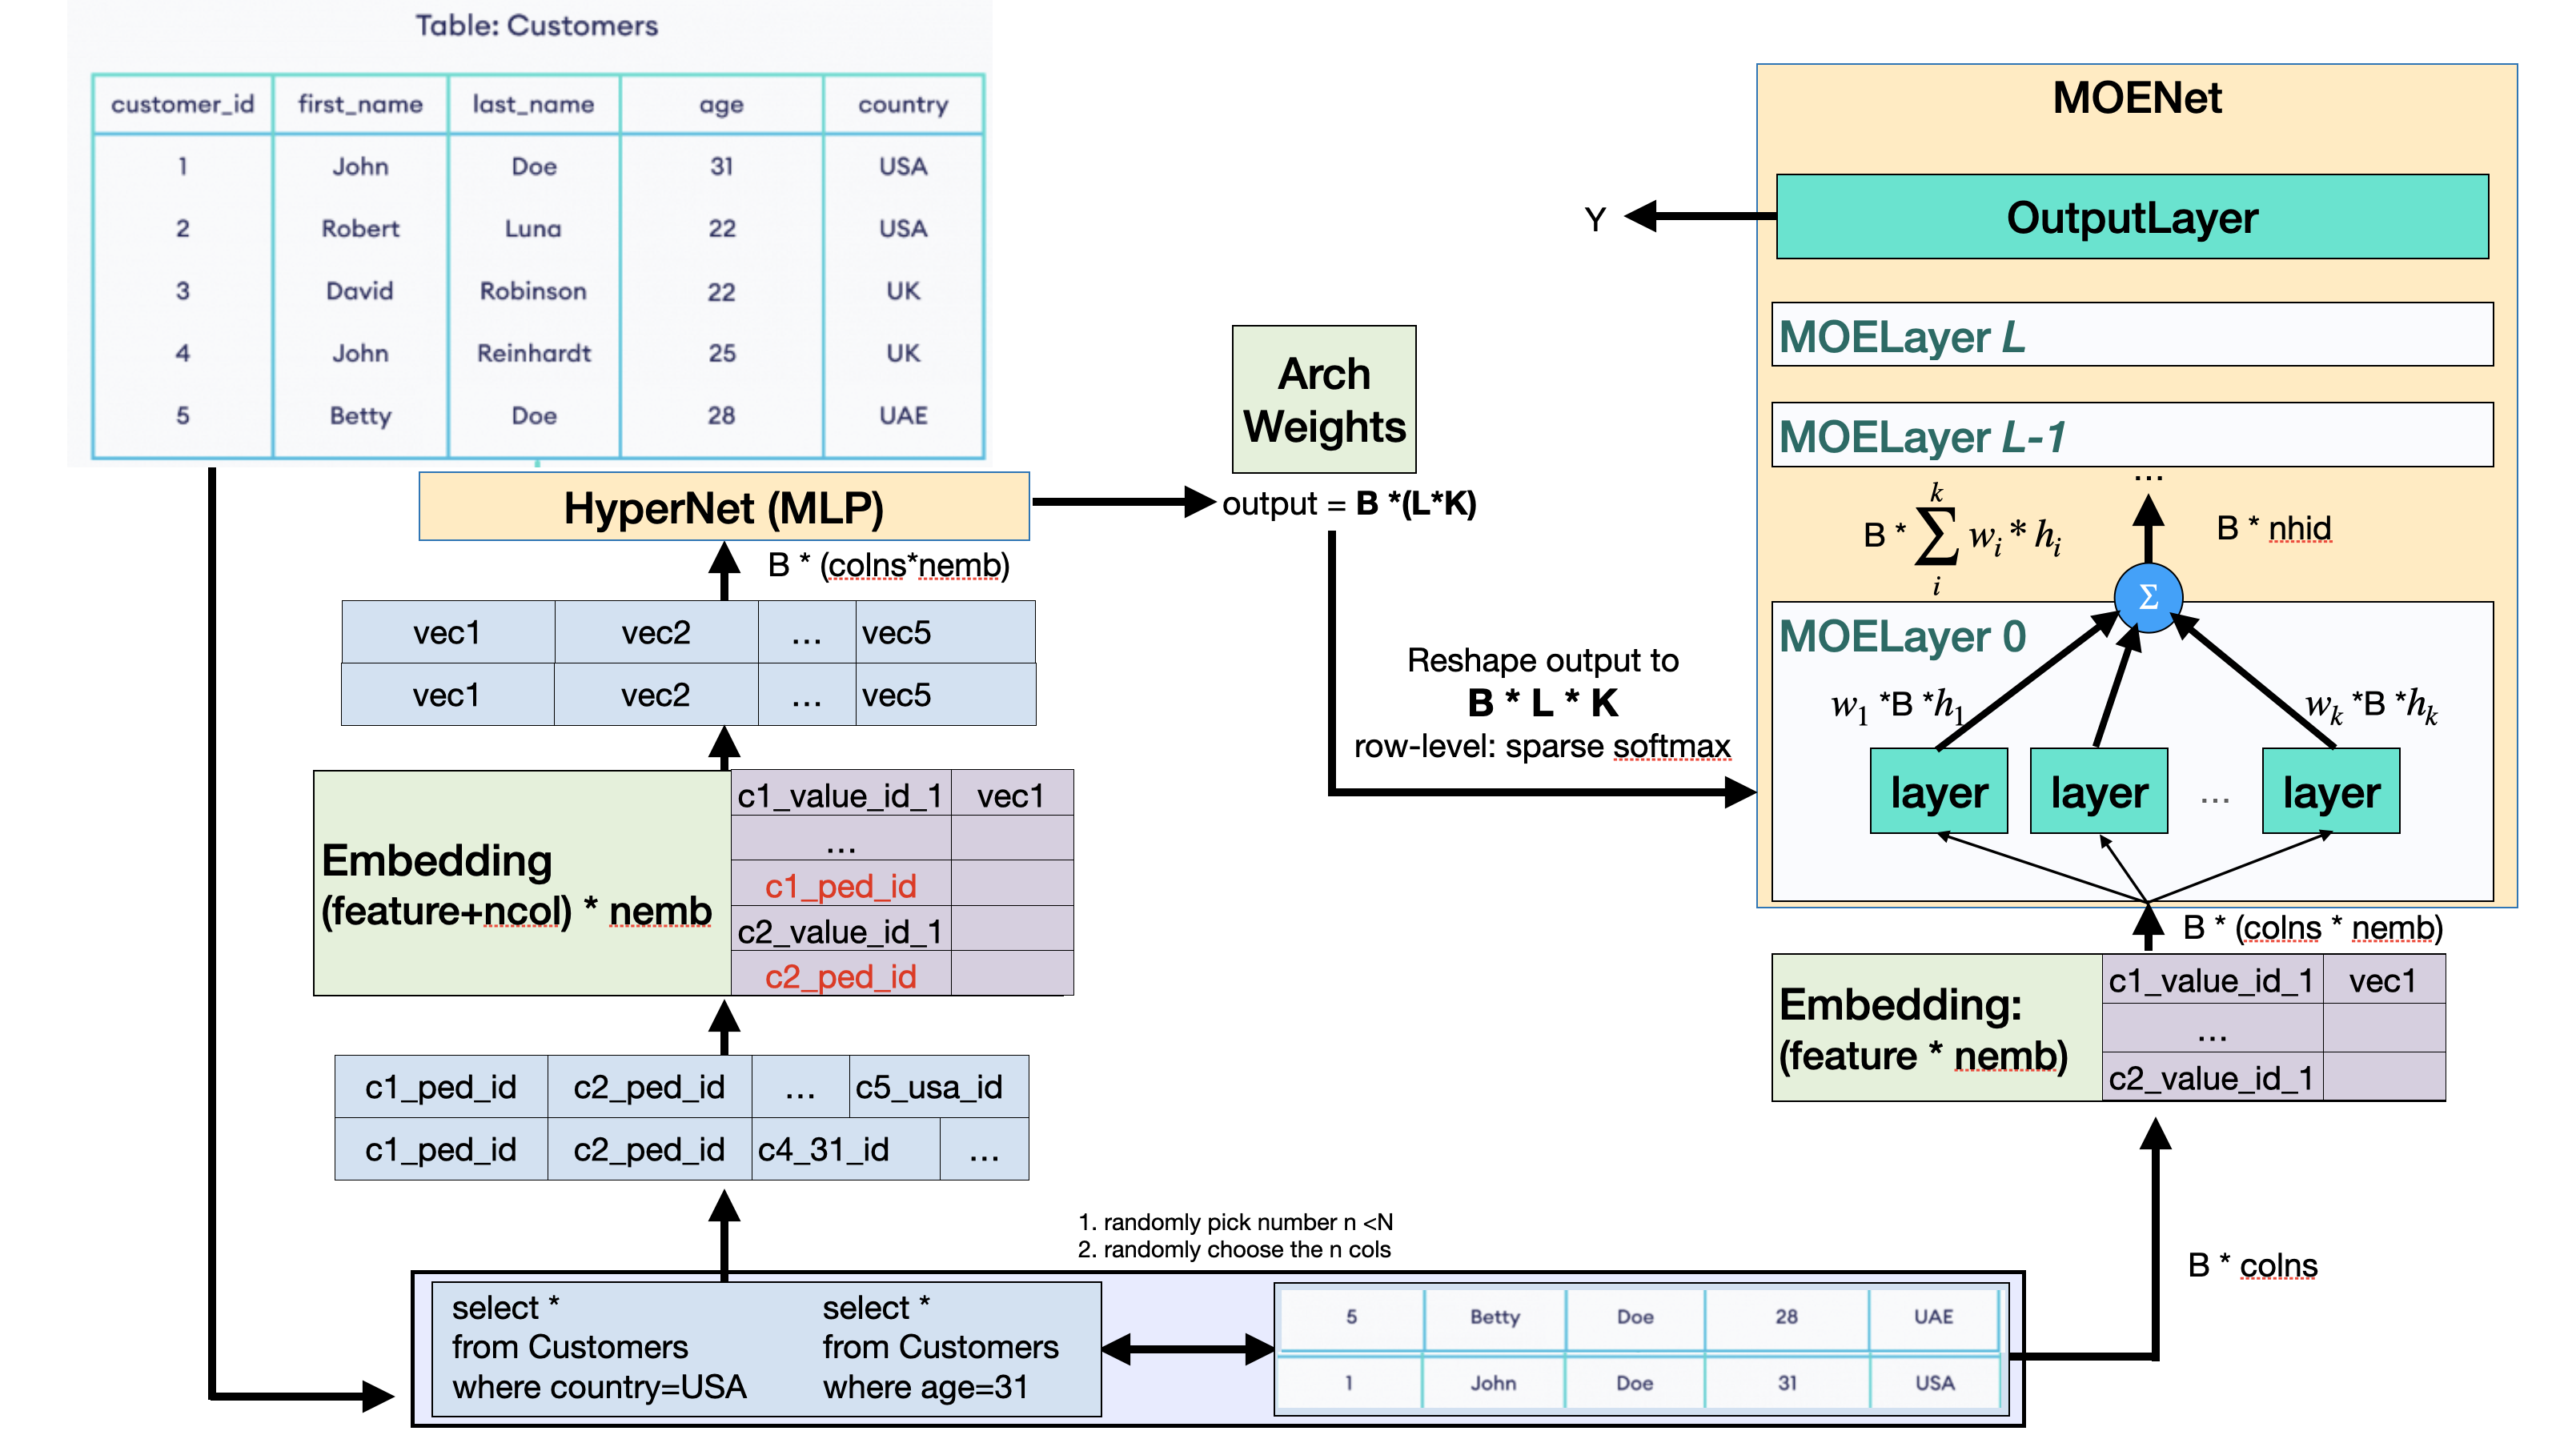 Table: Customers
customer_id first_name last_name age country
1 John Doe 31 USA
2 Robert Luna 22 USA
3 David Robinson 22 UK
4 John Reinhardt 25 UK
5 Betty Doe 28 UAE
HyperNet (MLP)
B * (colns*nemb)
vec1 vec2 ... vec5
vec1 vec2 ... vec5
Embedding
(feature+ncol) * nemb
c1_value_id_1 vec1
...
c1_ped_id
c2_value_id_1
c2_ped_id
c1_ped_id c2_ped_id ... c5_usa_id
c1_ped_id c2_ped_id c4_31_id ...
1. randomly pick number n <N
2. randomly choose the n cols
select *
from Customers
where country=USA
select *
from Customers
where age=31
5 Betty Doe 28 UAE
1 John Doe 31 USA
Arch
Weights
output = B *(L*K)
Reshape output to
B * L * K
row-level: sparse softmax
MOENet
OutputLayer
Y
MOELayer L
MOELayer L-1
...
k
B * ∑ w_i * h_i
i
B * nhid
Σ
MOELayer 0
w_1 *B *h_1
w_k *B *h_k
layer layer ... layer
B * (colns * nemb)
Embedding:
(feature * nemb)
c1_value_id_1 vec1
...
c2_value_id_1
B * colns